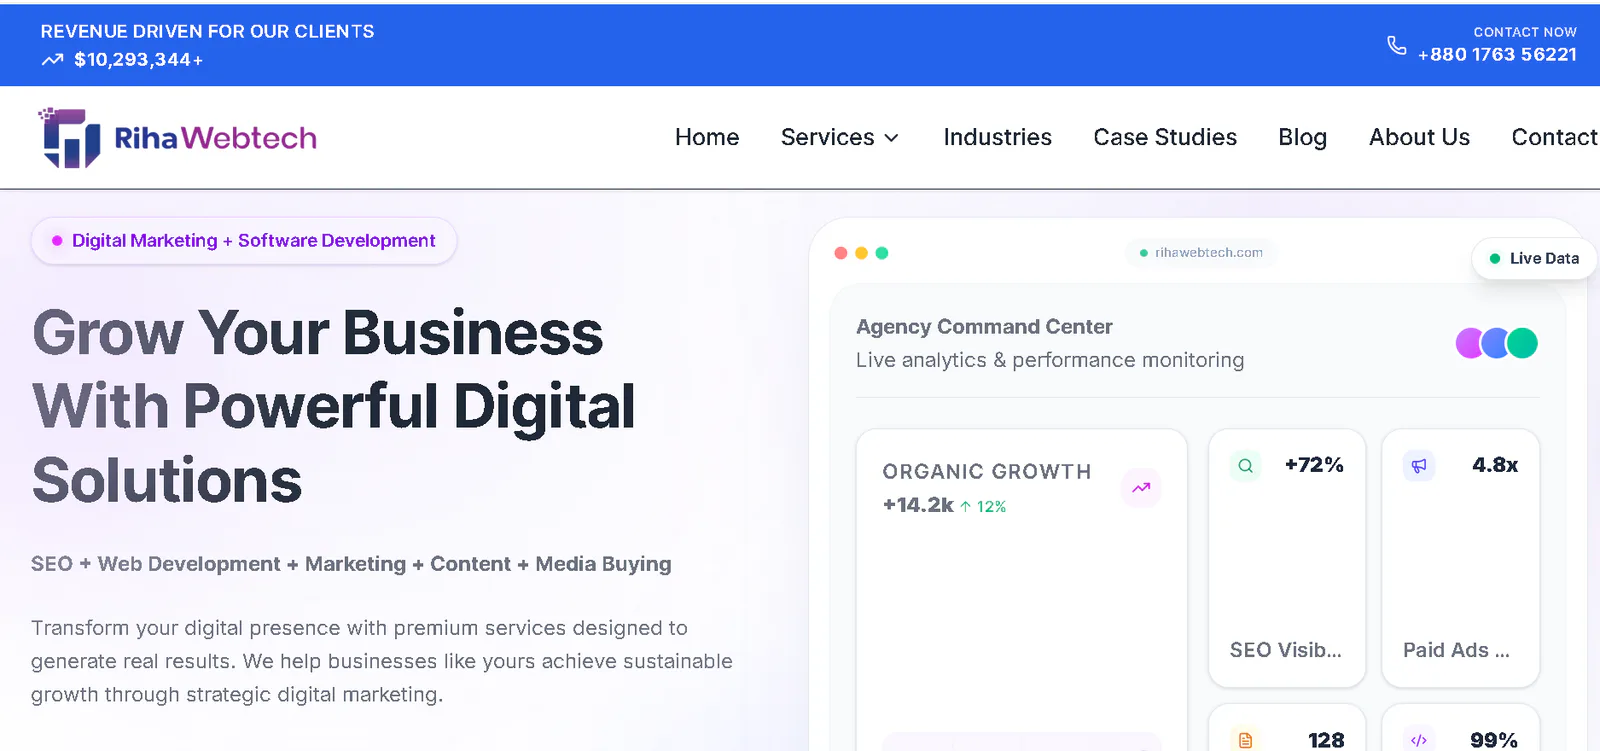 REVENUE DRIVEN FOR OUR CLIENTS
$10,293,344+
CONTACT NOW
+880 1763 56221
RihaWebtech
Home Services Industries Case Studies Blog About Us Contact
Digital Marketing + Software Development
Grow Your Business
With Powerful Digital
Solutions
SEO + Web Development + Marketing + Content + Media Buying
Transform your digital presence with premium services designed to
generate real results. We help businesses like yours achieve sustainable
growth through strategic digital marketing.
rihawebtech.com
Live Data
Agency Command Center
Live analytics & performance monitoring
ORGANIC GROWTH
+14.2k ↑ 12%
+72%
SEO Visib...
4.8x
Paid Ads ...
128
99%